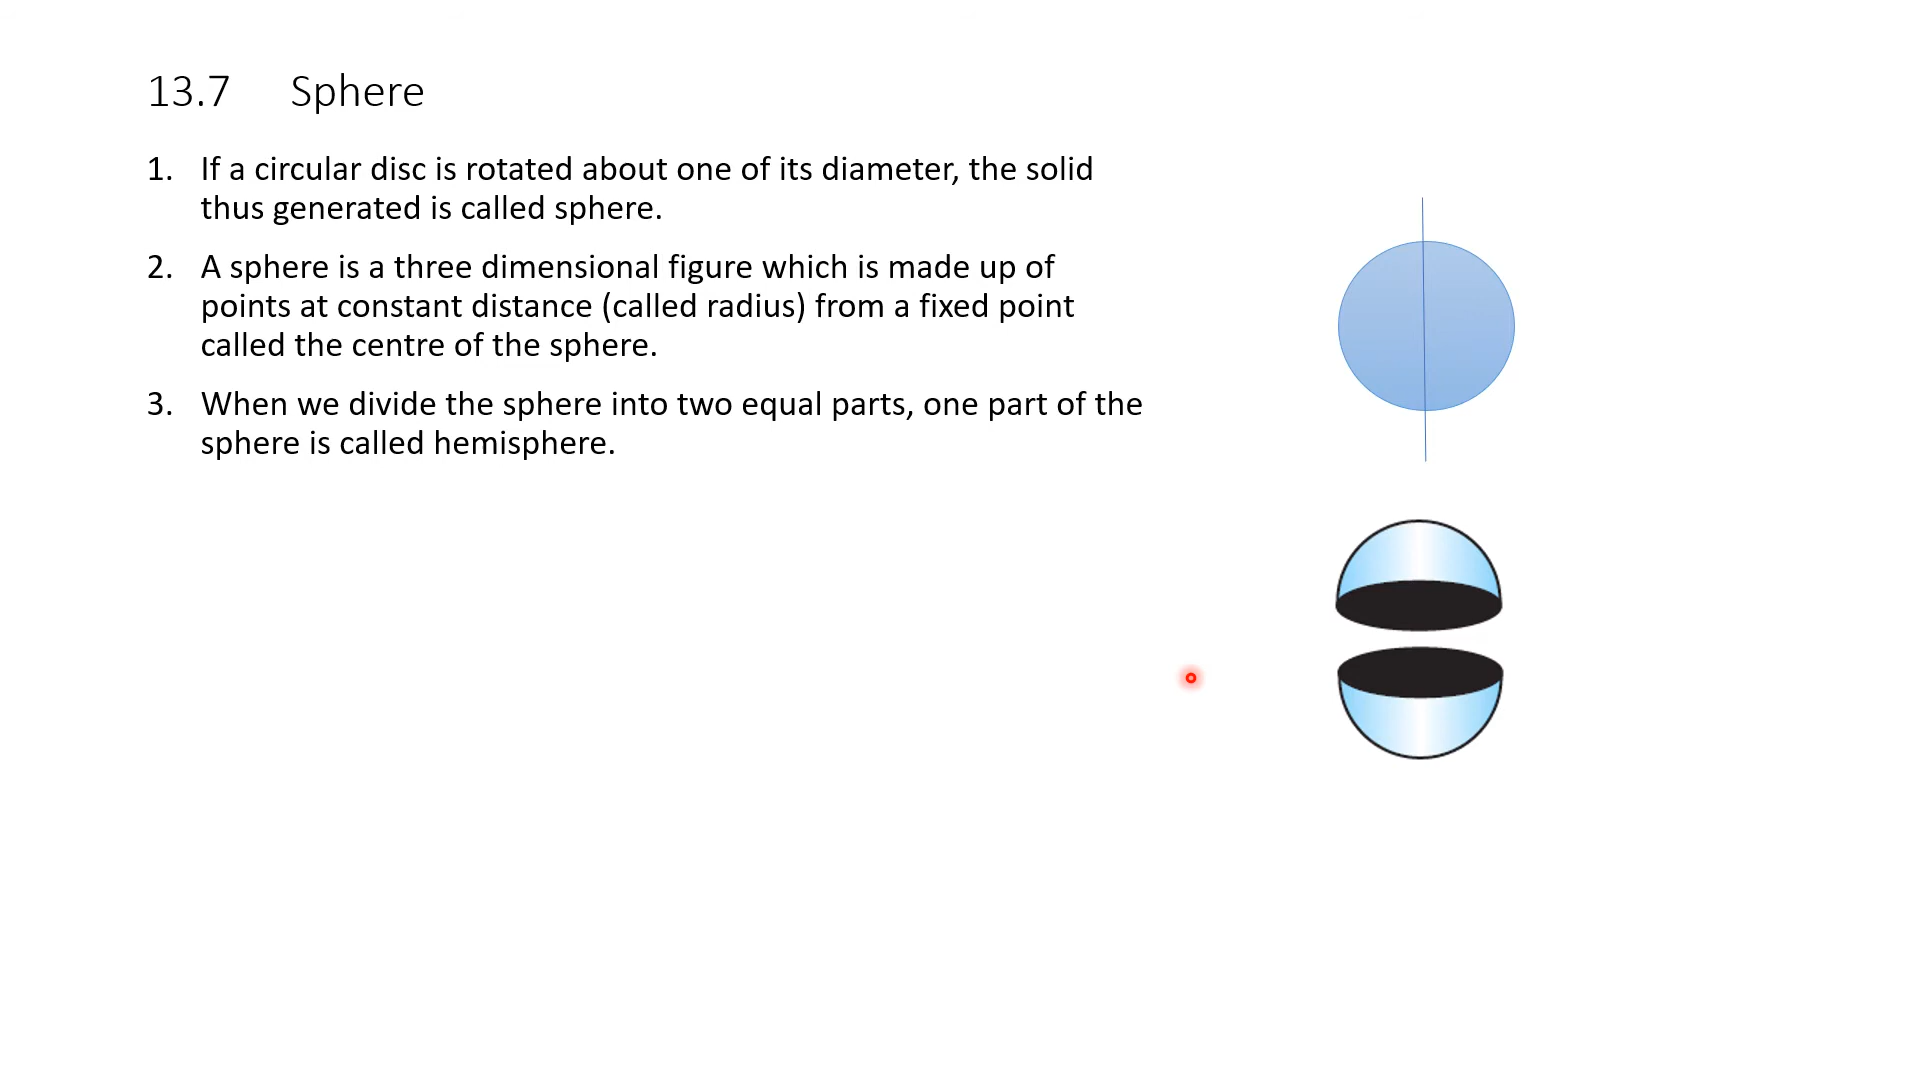 13.7 Sphere
1. If a circular disc is rotated about one of its diameter, the solid
thus generated is called sphere.
2. A sphere is a three dimensional figure which is made up of
points at constant distance (called radius) from a fixed point
called the centre of the sphere.
3. When we divide the sphere into two equal parts, one part of the
sphere is called hemisphere.